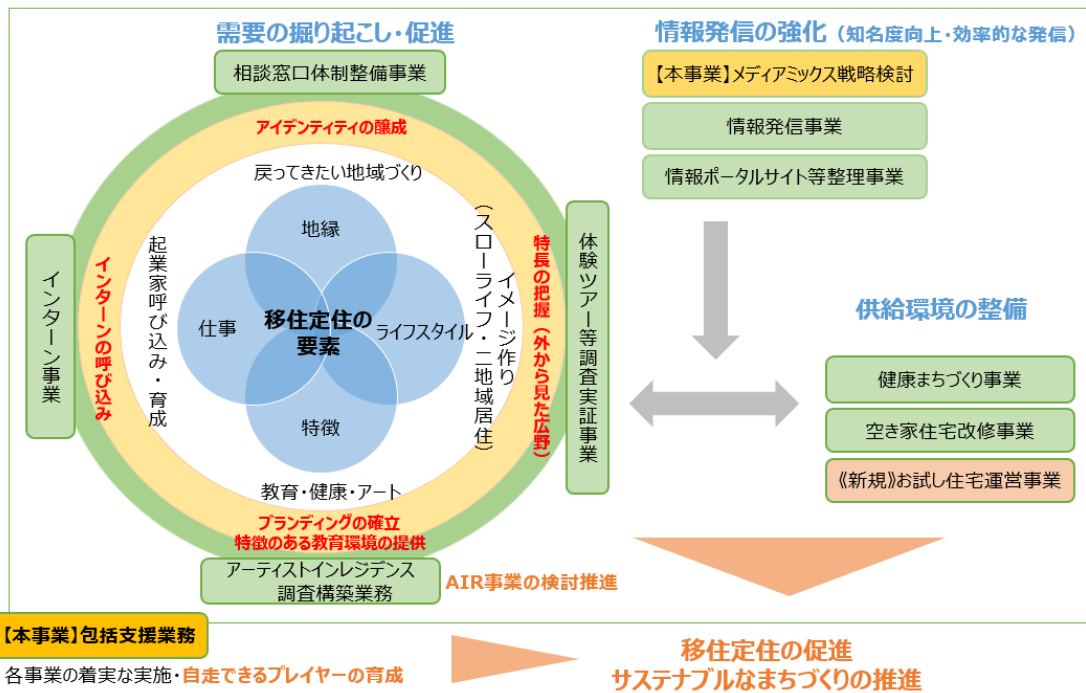 需要の掘り起こし・促進
相談窓口体制整備事業
アイデンティティの醸成
戻ってきたい地域づくり
地縁
仕事
移住定住の
要素
ライフスタイル
特徴
起業家呼び込み・育成
インターンの呼び込み
インターン事業
イメージ作り
(スローライフ・二地域居住)
特長の把握(外から見た広野)
体験ツアー等調査実証事業
教育・健康・アート
ブランディングの確立
特徴のある教育環境の提供
アーティストインレジデンス
調査構築業務
AIR事業の検討推進
情報発信の強化(知名度向上・効率的な発信)
【本事業】メディアミックス戦略検討
情報発信事業
情報ポータルサイト等整理事業
供給環境の整備
健康まちづくり事業
空き家住宅改修事業
《新規》お試し住宅運営事業
【本事業】包括支援業務
各事業の着実な実施・自走できるプレイヤーの育成
移住定住の促進
サステナブルなまちづくりの推進